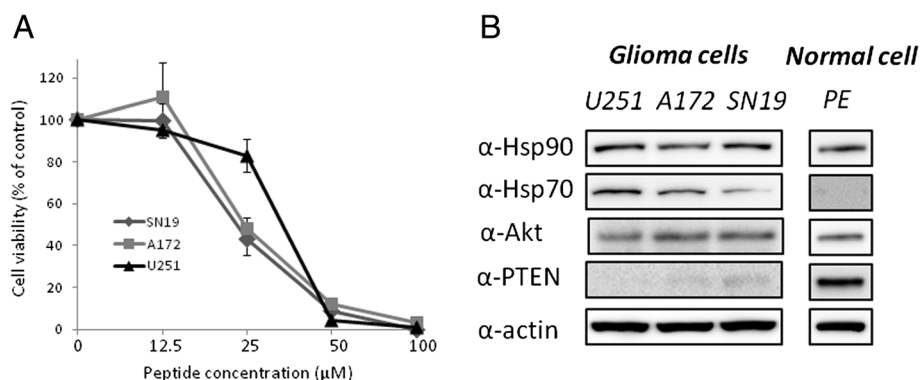 A
Cell viability (% of control)
120
100
80
60
40
20
0
SN19
A172
U251
0 12.5 25 50 100
Peptide concentration (µM)
B
Glioma cells Normal cell
U251 A172 SN19 PE
α-Hsp90
α-Hsp70
α-Akt
α-PTEN
α-actin